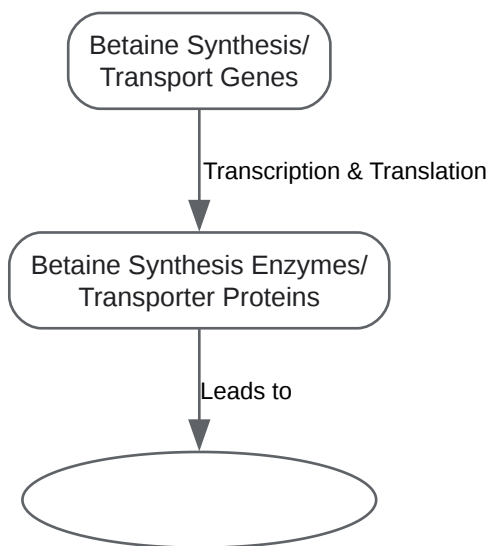 Betaine Synthesis/
Transport Genes
Transcription & Translation
Betaine Synthesis Enzymes/
Transporter Proteins
Leads to